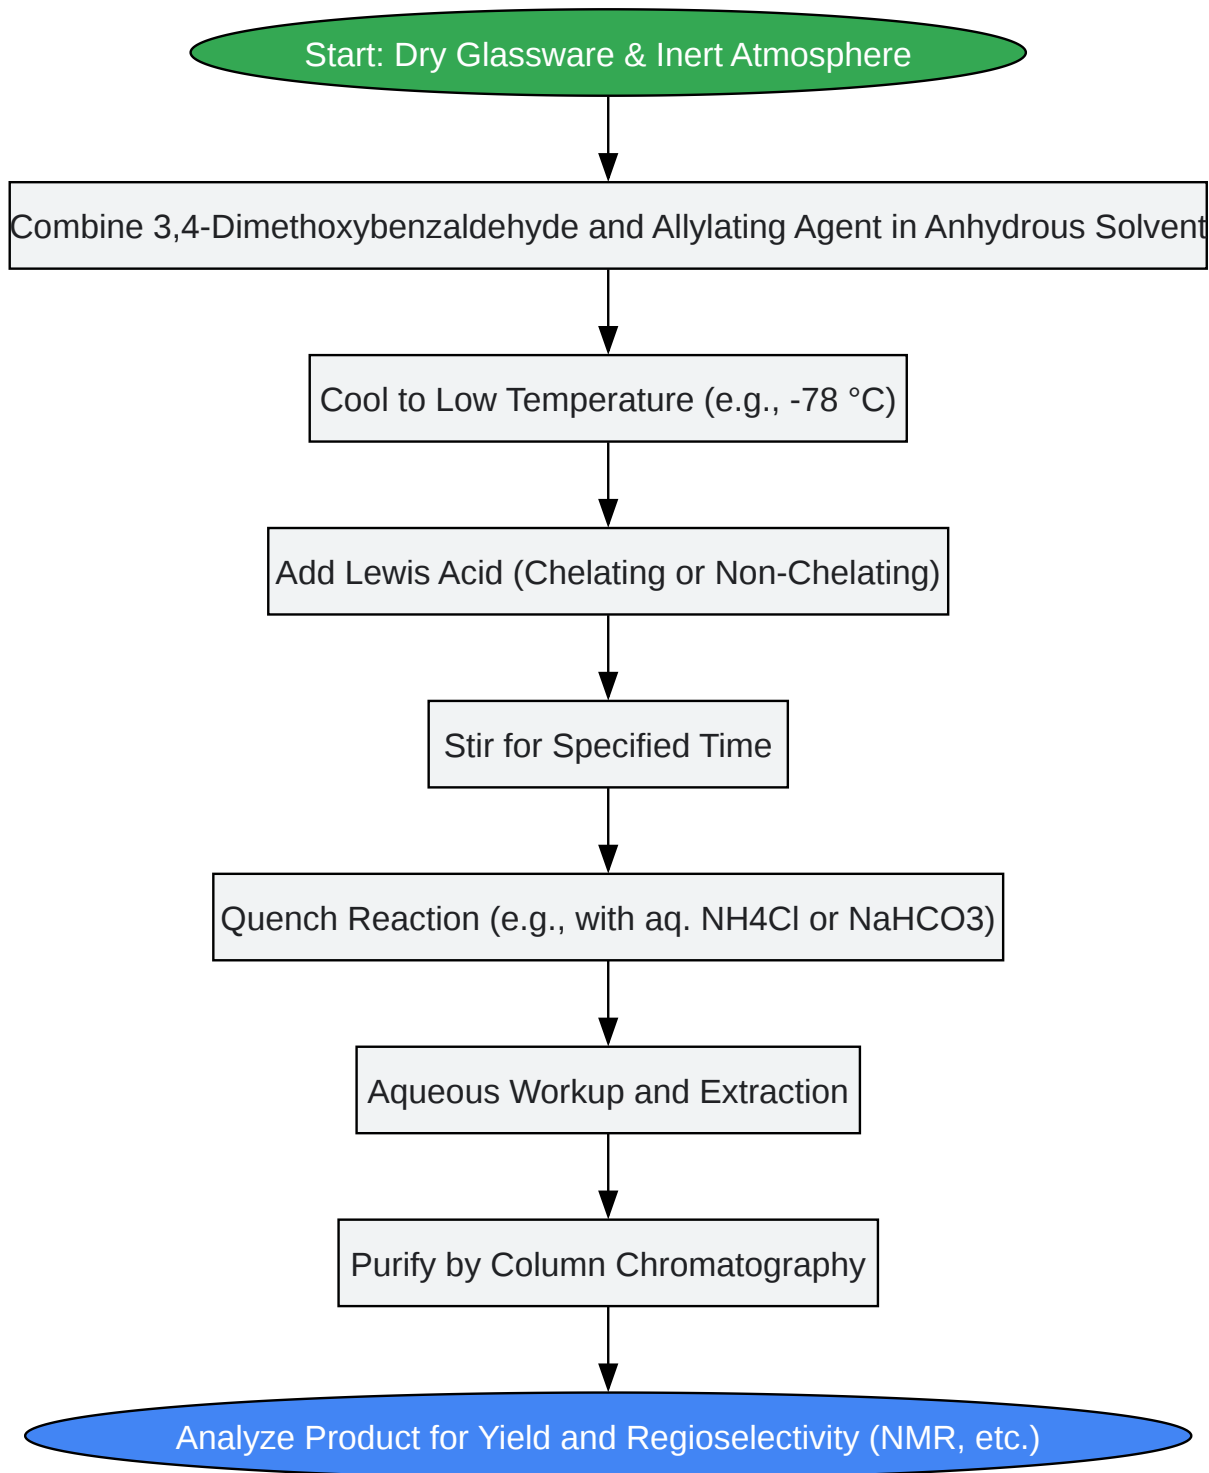 Start: Dry Glassware & Inert Atmosphere
Combine 3,4-Dimethoxybenzaldehyde and Allylating Agent in Anhydrous Solvent
Cool to Low Temperature (e.g., -78 °C)
Add Lewis Acid (Chelating or Non-Chelating)
Stir for Specified Time
Quench Reaction (e.g., with aq. NH4Cl or NaHCO3)
Aqueous Workup and Extraction
Purify by Column Chromatography
Analyze Product for Yield and Regioselectivity (NMR, etc.)